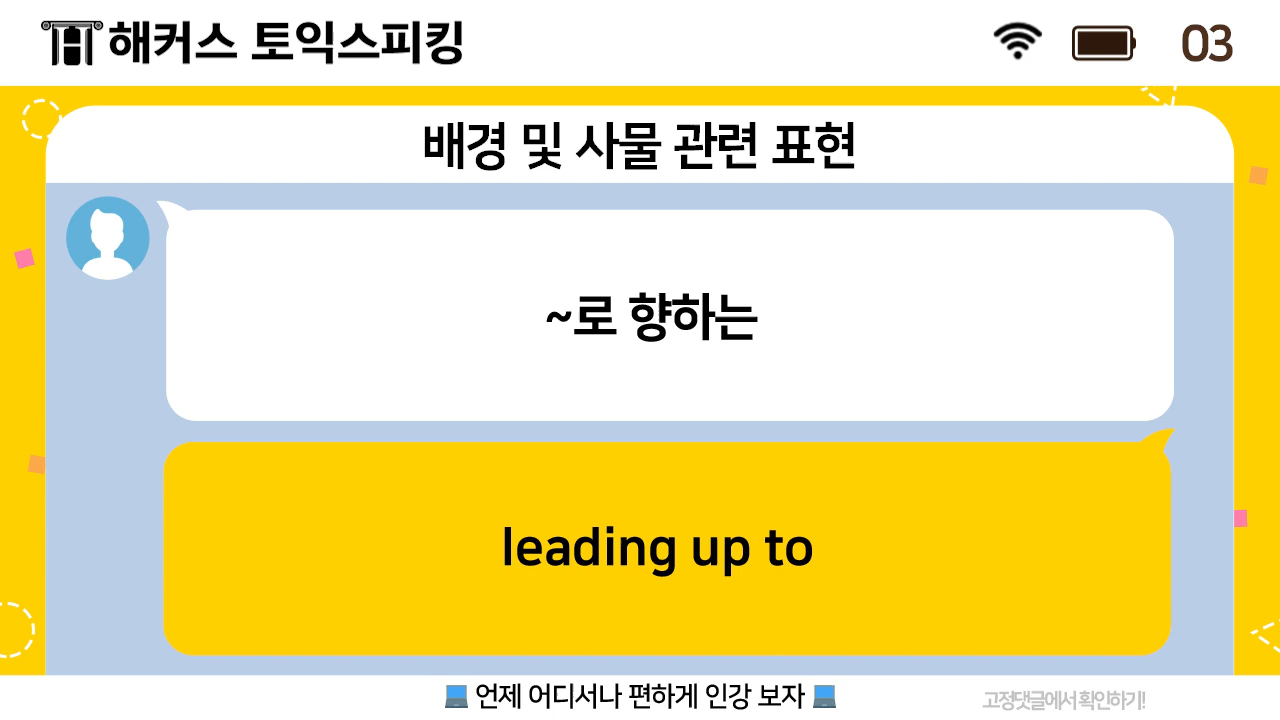 해커스 토익스피킹
03
배경 및 사물 관련 표현
~로 향하는
leading up to
언제 어디서나 편하게 인강 보자
고정댓글에서 확인하기!